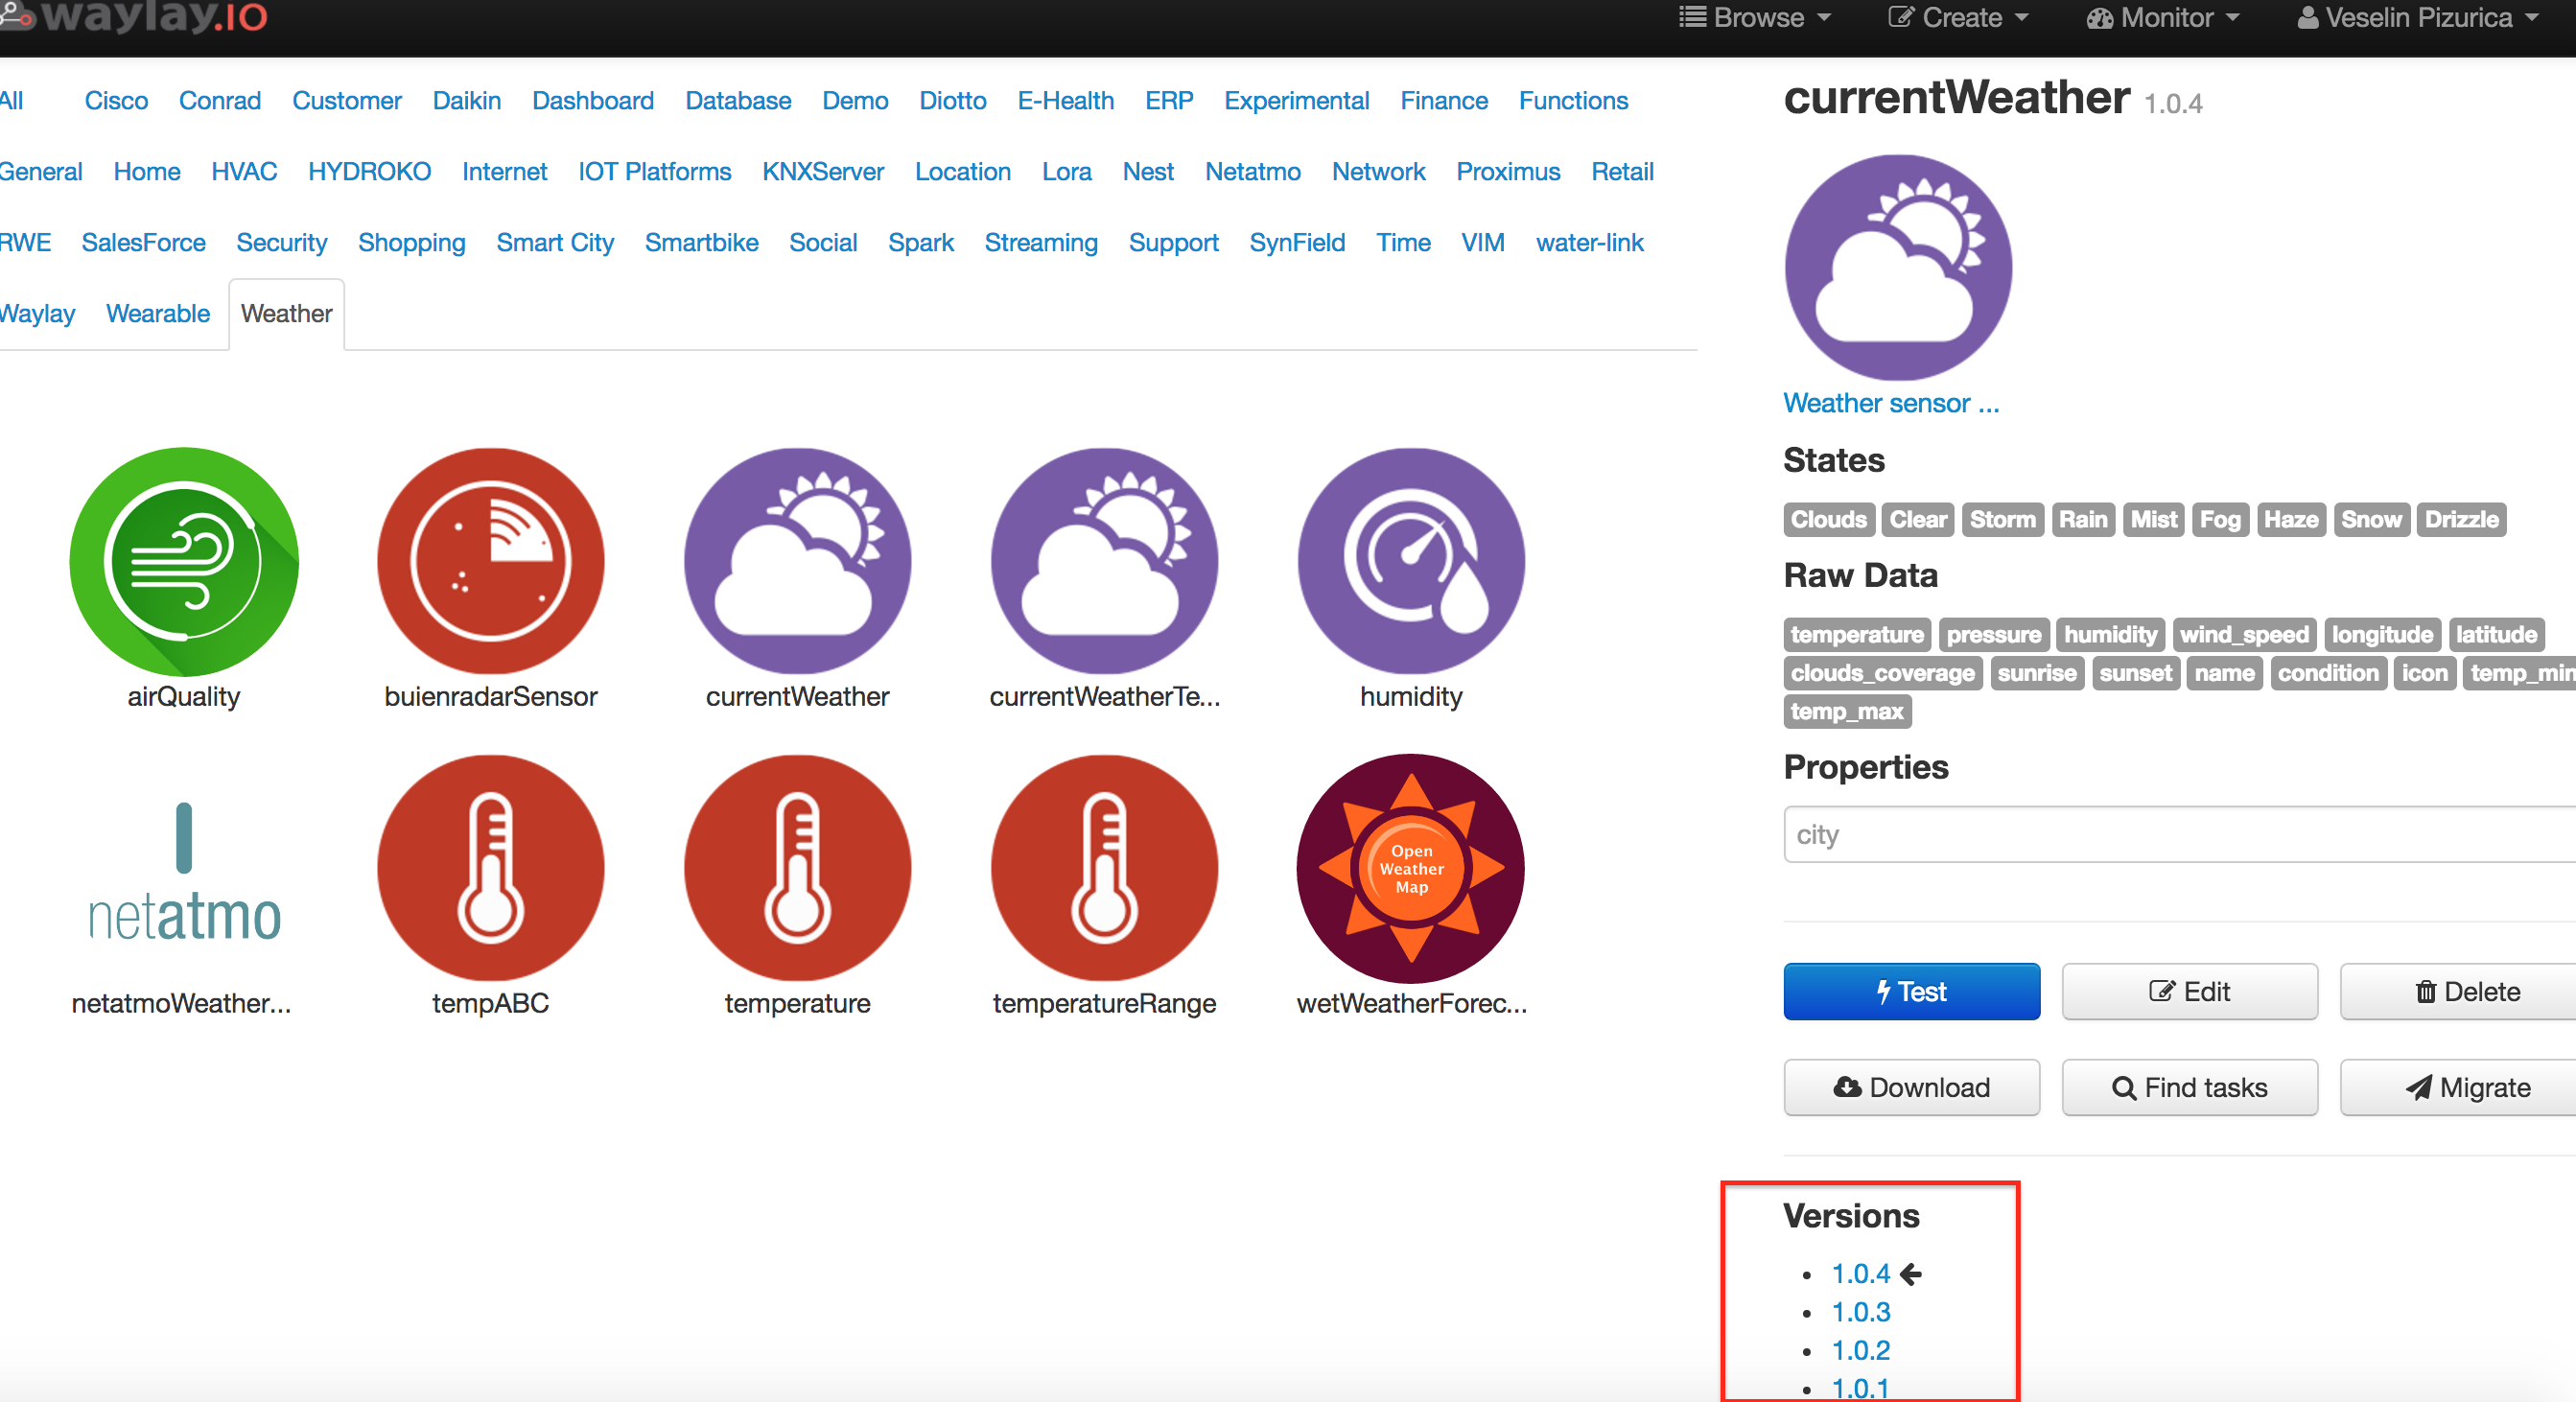 waylay.IO
Browse
Create
Monitor
Veselin Pizurica
All Cisco Conrad Customer Daikin Dashboard Database Demo Diotto E-Health ERP Experimental Finance Functions
General Home HVAC HYDROKO Internet IOT Platforms KNXServer Location Lora Nest Netatmo Network Proximus Retail
RWE SalesForce Security Shopping Smart City Smartbike Social Spark Streaming Support SynField Time VIM water-link
Waylay Wearable Weather
airQuality
buienradarSensor
currentWeather
currentWeatherTe...
humidity
netatmo
Open
Weather
Map
netatmoWeather...
tempABC
temperature
temperatureRange
wetWeatherForec...
currentWeather 1.0.4
Weather sensor ...
States
Clouds Clear Storm Rain Mist Fog Haze Snow Drizzle
Raw Data
temperature pressure humidity wind_speed longitude latitude
clouds_coverage sunrise sunset name condition icon temp_min
temp_max
Properties
city
Test Edit Delete
Download Find tasks Migrate
Versions
1.0.4
1.0.3
1.0.2
1.0.1